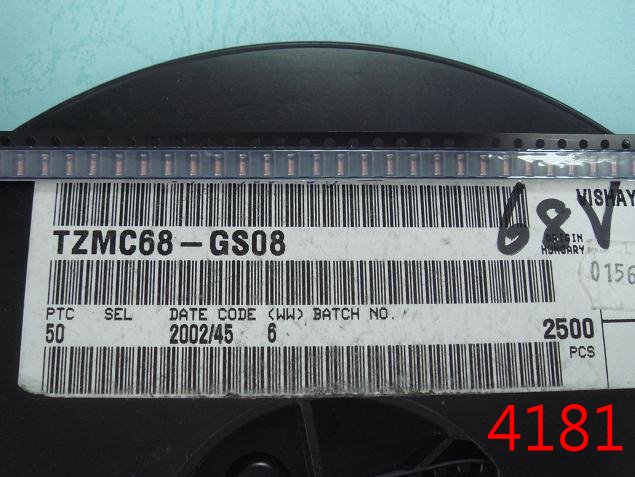 VISHAY
68V
TZMC68-GS08
ORIGIN
HUNGARY
0156
PTC SEL DATE CODE (WW) BATCH NO.
50 2002/45 6 2500
PCS
4181